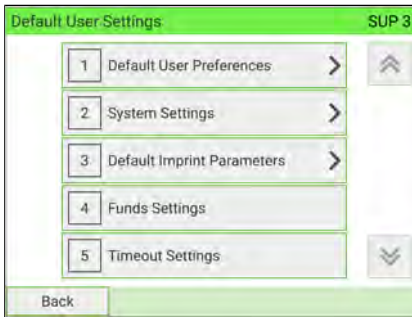 Default User Settings SUP 3
1 Default User Preferences
2 System Settings
3 Default Imprint Parameters
4 Funds Settings
5 Timeout Settings
Back